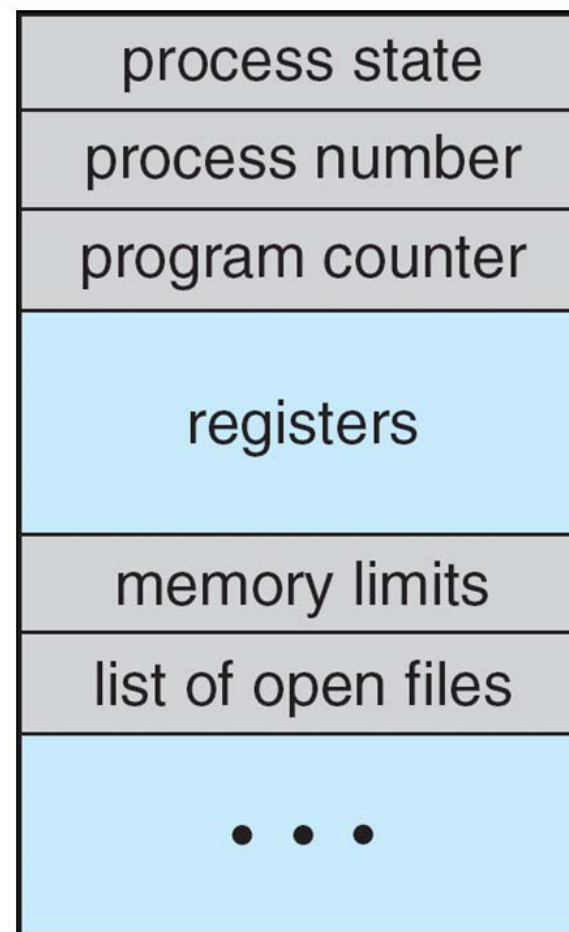 process state
process number
program counter
registers
memory limits
list of open files
• • •